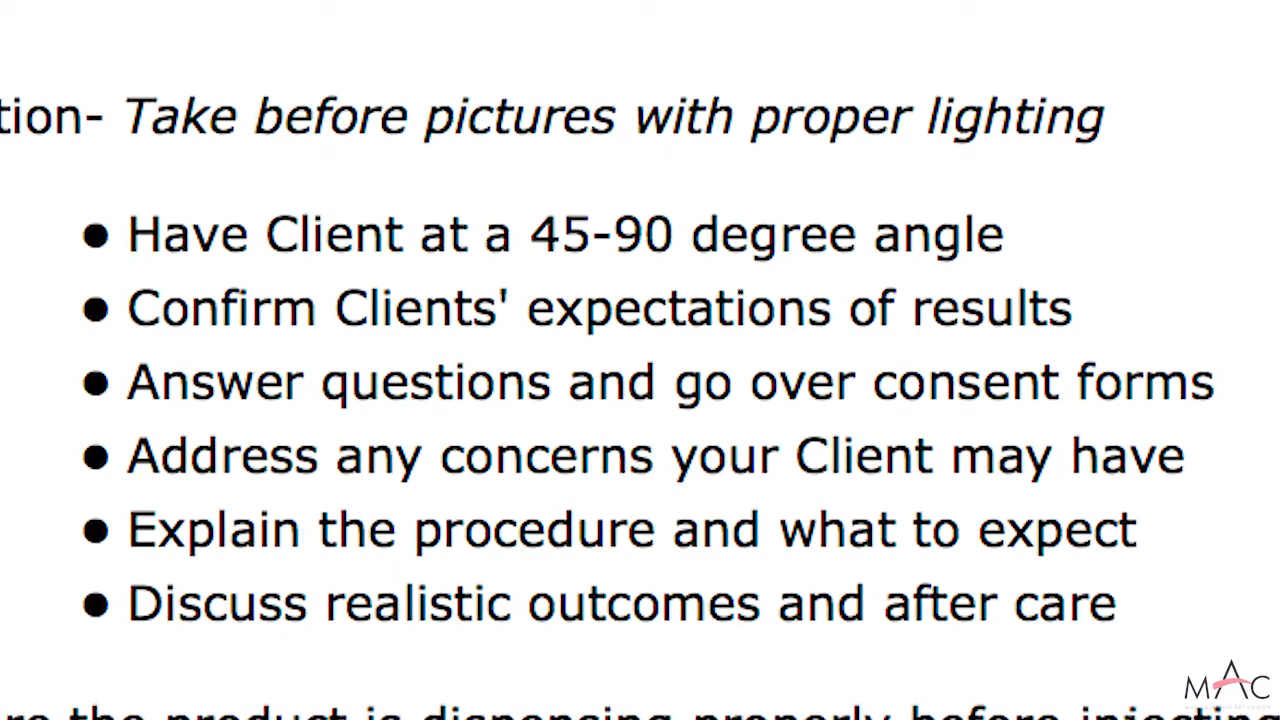 tion- Take before pictures with proper lighting
● Have Client at a 45-90 degree angle
● Confirm Clients' expectations of results
● Answer questions and go over consent forms
● Address any concerns your Client may have
● Explain the procedure and what to expect
● Discuss realistic outcomes and after care
MAC
re the product is dispensing properly before injecting